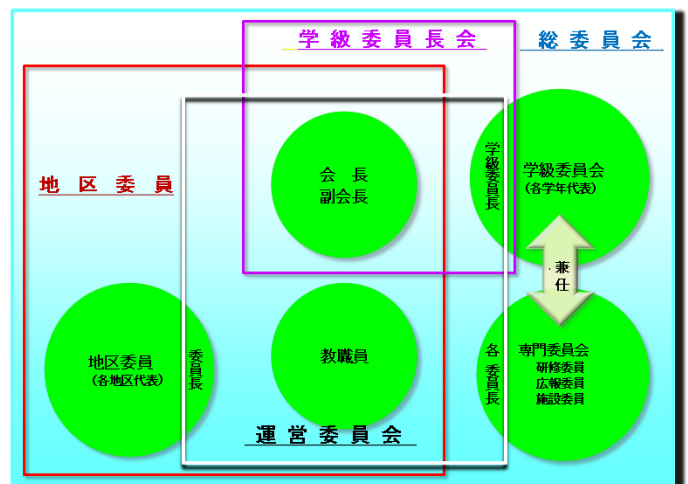 学級委員長会
総委員会
会　長
副会長
学級委員長
学級委員会
（各学年代表）
地区委員
兼任
地区委員
（各地区代表）
委員長
教職員
各委員長
専門委員会
研修委員
広報委員
施設委員
運営委員会